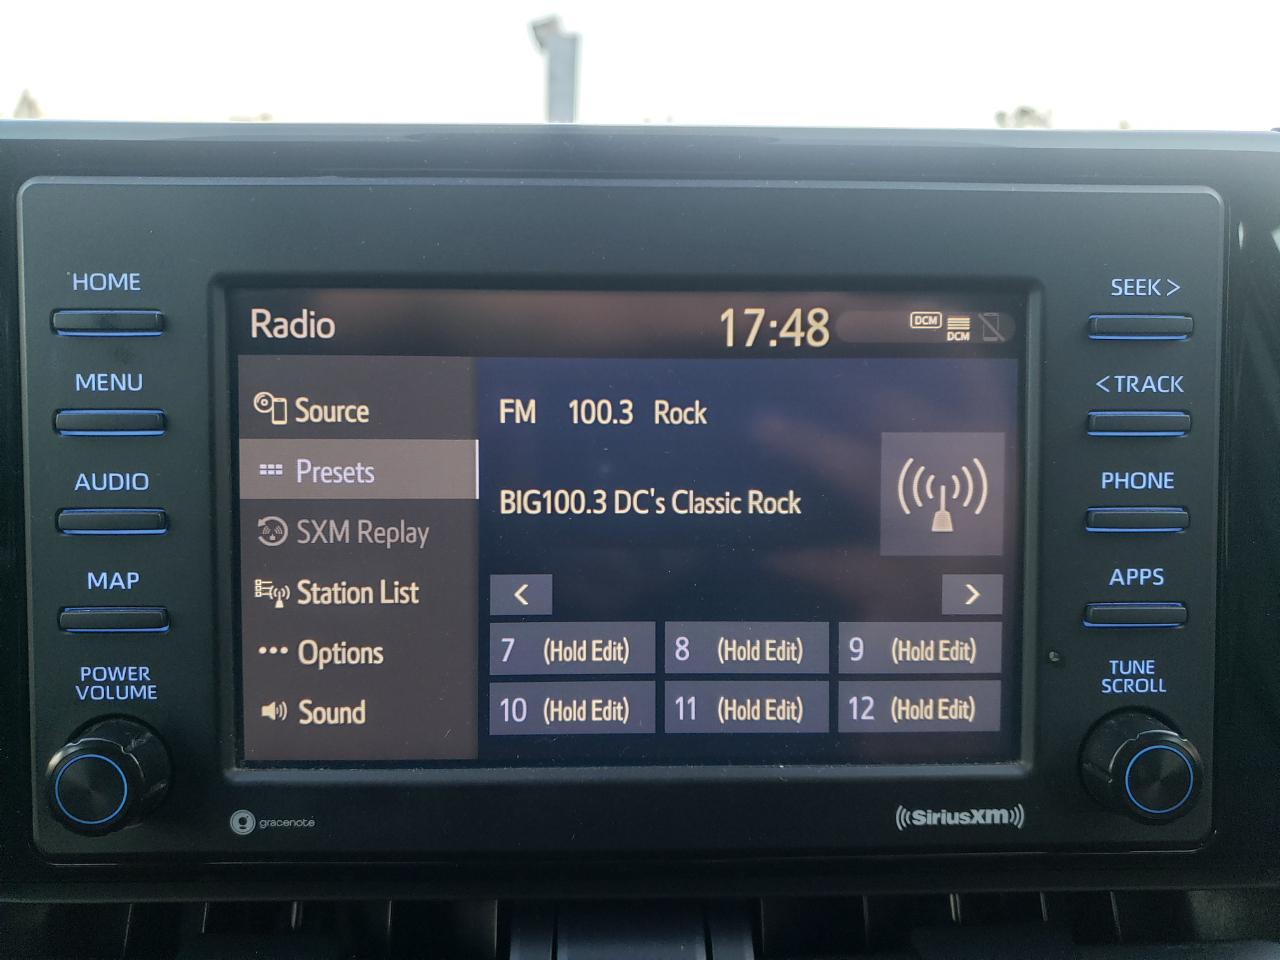 HOME
MENU
AUDIO
MAP
POWER
VOLUME
Radio
17:48
DCM
DCM
Source
Presets
SXM Replay
Station List
Options
Sound
FM 100.3 Rock
BIG100.3 DC's Classic Rock
< >
7 (Hold Edit) 8 (Hold Edit) 9 (Hold Edit)
10 (Hold Edit) 11 (Hold Edit) 12 (Hold Edit)
SEEK >
< TRACK
PHONE
APPS
TUNE
SCROLL
gracenote
SiriusXM